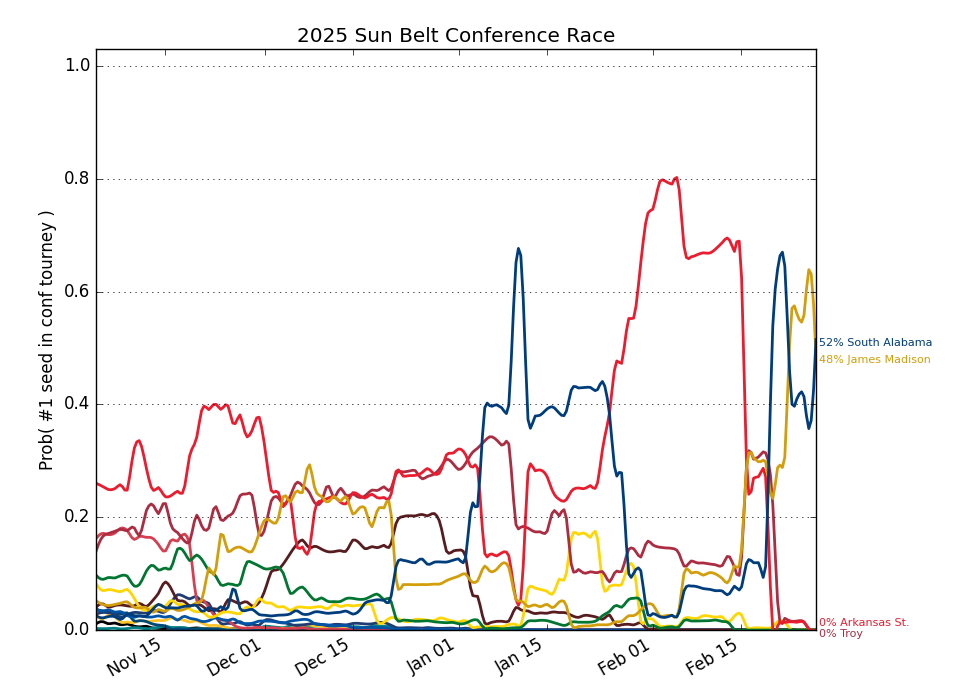 2025 Sun Belt Conference Race
Prob( #1 seed in conf tourney )
1.0
0.8
0.6
0.4
0.2
0.0
Nov 15
Dec 01
Dec 15
Jan 01
Jan 15
Feb 01
Feb 15
52% South Alabama
48% James Madison
0% Arkansas St.
0% Troy